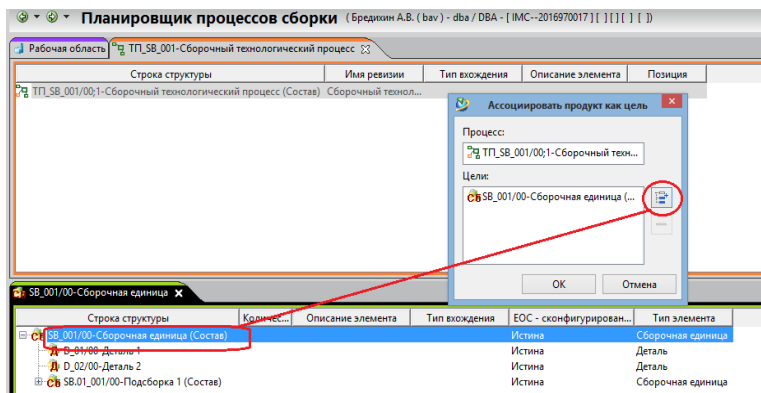 Планировщик процессов сборки ( Бредихин А.В. ( bav ) - dba / DBA - [ IMC--2016970017 ] [ ] [ ] [ ] [ ])
Рабочая область ТП_SB_001-Сборочный технологический процесс
Строка структуры Имя ревизии Тип вхождения Описание элемента Позиция
ТП_SB_001/00;1-Сборочный технологический процесс (Состав) Сборочный технол...
Ассоциировать продукт как цель
Процесс:
ТП_SB_001/00;1-Сборочный техн...
Цели:
СБ SB_001/00-Сборочная единица (...
ОК Отмена
SB_001/00-Сборочная единица
Строка структуры Количес... Описание элемента Тип вхождения ЕОС - сконфигурирован... Тип элемента
СБ SB_001/00-Сборочная единица (Состав) Истина Сборочная единица
Д D_01/00-Деталь 1 Истина Деталь
Д D_02/00-Деталь 2 Истина Деталь
СБ SB.01_001/00-Подсборка 1 (Состав) Истина Сборочная единица